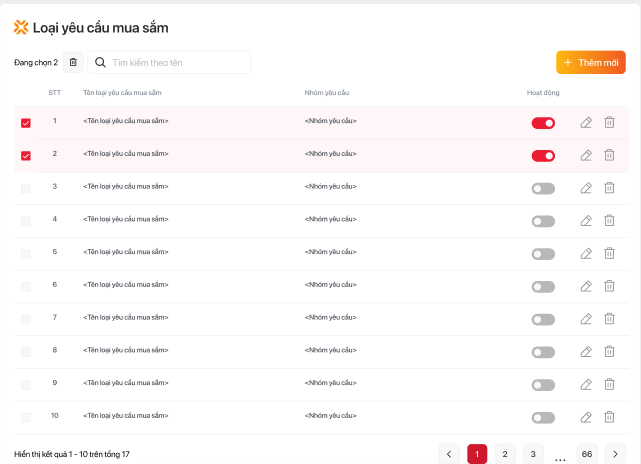 Loại yêu cầu mua sắm
Đang chọn 2 Tìm kiếm theo tên + Thêm mới
STT Tên loại yêu cầu mua sắm Nhóm yêu cầu Hoạt động
1 <Tên loại yêu cầu mua sắm> <Nhóm yêu cầu>
2 <Tên loại yêu cầu mua sắm> <Nhóm yêu cầu>
3 <Tên loại yêu cầu mua sắm> <Nhóm yêu cầu>
4 <Tên loại yêu cầu mua sắm> <Nhóm yêu cầu>
5 <Tên loại yêu cầu mua sắm> <Nhóm yêu cầu>
6 <Tên loại yêu cầu mua sắm> <Nhóm yêu cầu>
7 <Tên loại yêu cầu mua sắm> <Nhóm yêu cầu>
8 <Tên loại yêu cầu mua sắm> <Nhóm yêu cầu>
9 <Tên loại yêu cầu mua sắm> <Nhóm yêu cầu>
10 <Tên loại yêu cầu mua sắm> <Nhóm yêu cầu>
Hiển thị kết quả 1 - 10 trên tổng 17 < 1 2 3 ... 66 >